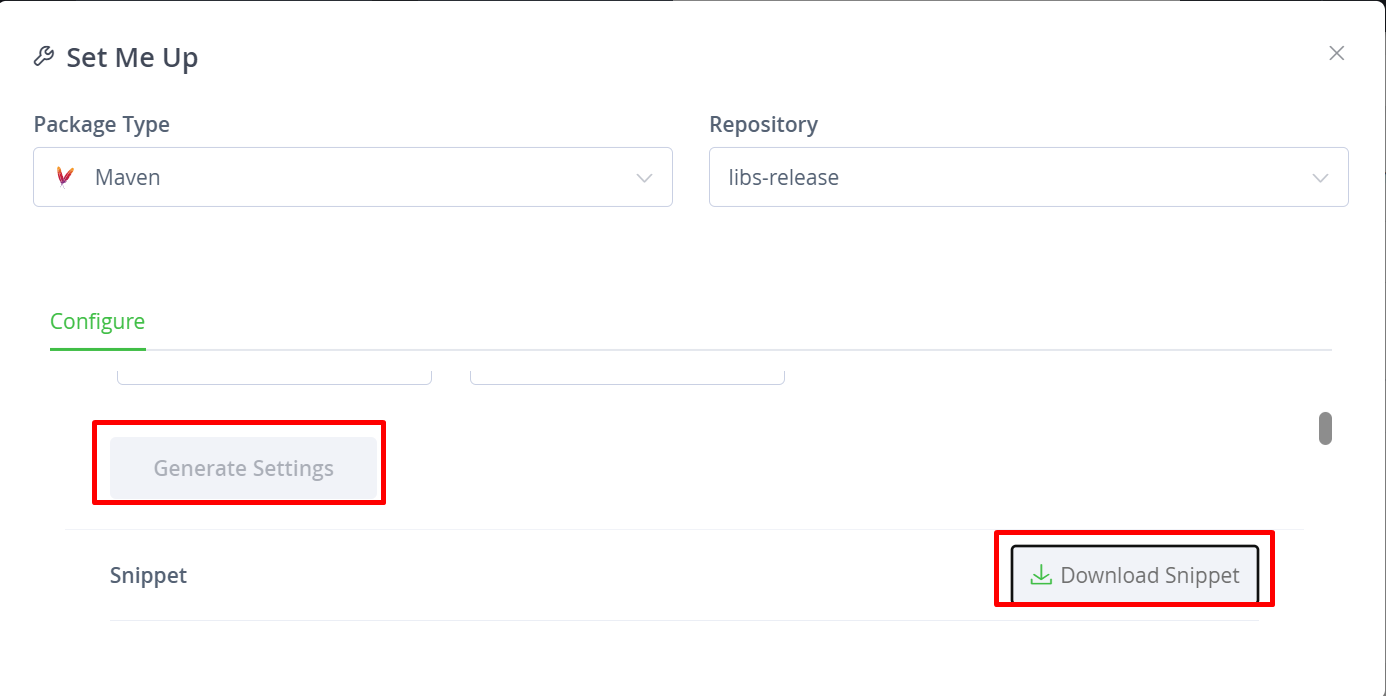 Set Me Up
Package Type
Repository
Maven
libs-release
Configure
Generate Settings
Snippet
Download Snippet